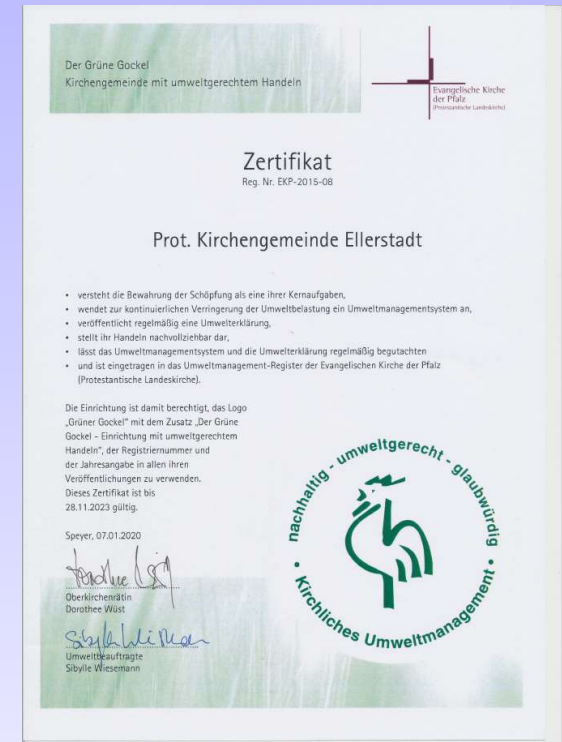 Der Grüne Gockel
Kirchengemeinde mit umweltgerechtem Handeln
Evangelische Kirche
der Pfalz
(Protestantische Landeskirche)
Zertifikat
Reg. Nr. EKP-2015-08
Prot. Kirchengemeinde Ellerstadt
• versteht die Bewahrung der Schöpfung als eine ihrer Kernaufgaben,
• wendet zur kontinuierlichen Verringerung der Umweltbelastung ein Umweltmanagementsystem an,
• veröffentlicht regelmäßig eine Umwelterklärung,
• stellt ihr Handeln nachvollziehbar dar,
• lässt das Umweltmanagementsystem und die Umwelterklärung regelmäßig begutachten
• und ist eingetragen in das Umweltmanagement-Register der Evangelischen Kirche der Pfalz
(Protestantische Landeskirche).
Die Einrichtung ist damit berechtigt, das Logo
„Grüner Gockel" mit dem Zusatz „Der Grüne
Gockel - Einrichtung mit umweltgerechtem
Handeln", der Registriernummer und
der Jahresangabe in allen ihren
Veröffentlichungen zu verwenden.
Dieses Zertifikat ist bis
28.11.2023 gültig.
Speyer, 07.01.2020
Oberkirchenrätin
Dorothee Wüst
Sibylle Wiesemann
Umweltbeauftragte
Sibylle Wiesemann
nachhaltig - umweltgerecht - glaubwürdig
• Kirchliches Umweltmanagement •